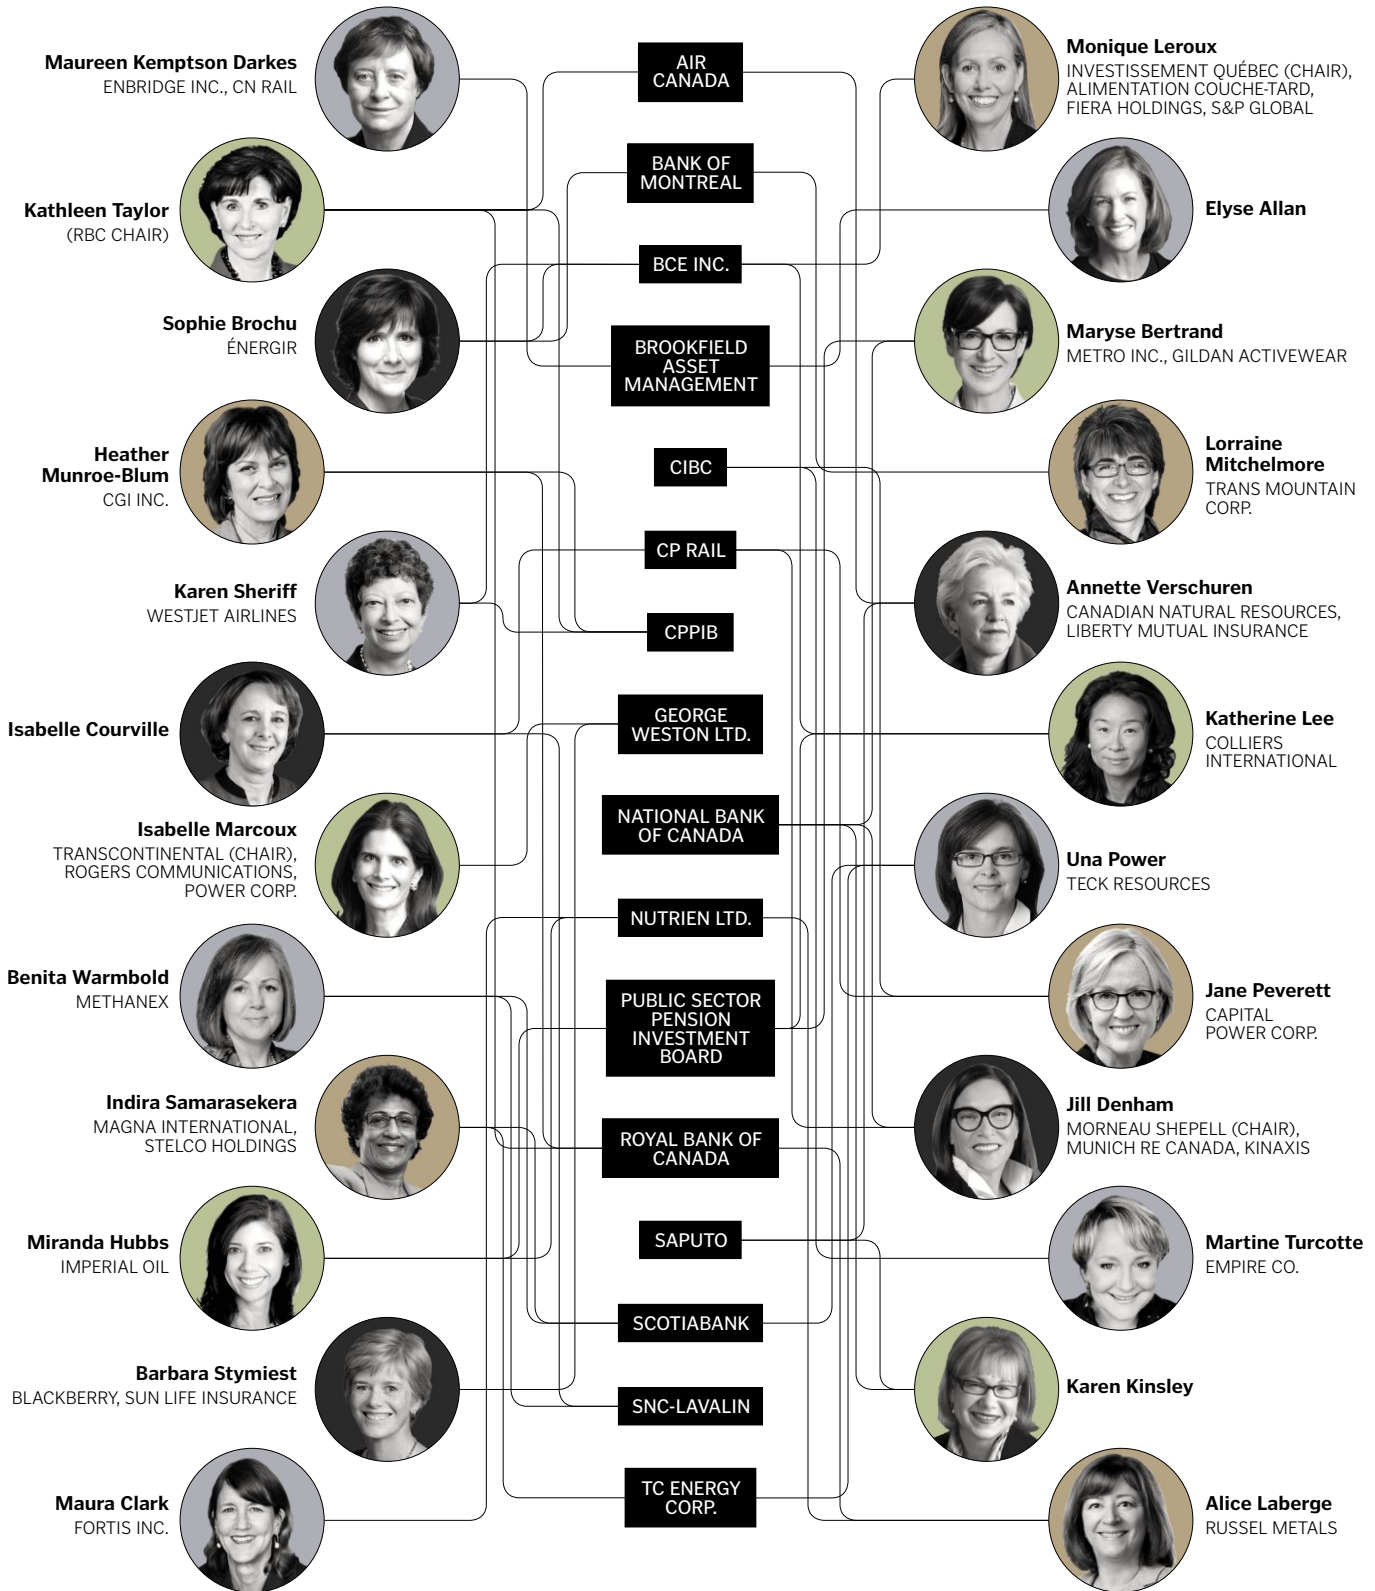 Maureen Kemptson Darkes
ENBRIDGE INC., CN RAIL
Kathleen Taylor
(RBC CHAIR)
Sophie Brochu
ÉNERGIR
Heather
Munroe-Blum
CGI INC.
Karen Sheriff
WESTJET AIRLINES
Isabelle Courville
Isabelle Marcoux
TRANSCONTINENTAL (CHAIR),
ROGERS COMMUNICATIONS,
POWER CORP.
Benita Warmbold
METHANEX
Indira Samarasekera
MAGNA INTERNATIONAL,
STELCO HOLDINGS
Miranda Hubbs
IMPERIAL OIL
Barbara Stymiest
BLACKBERRY, SUN LIFE INSURANCE
Maura Clark
FORTIS INC.
AIR
CANADA
BANK OF
MONTREAL
BCE INC.
BROOKFIELD
ASSET
MANAGEMENT
CIBC
CP RAIL
CPPIB
GEORGE
WESTON LTD.
NATIONAL BANK
OF CANADA
NUTRIEN LTD.
PUBLIC SECTOR
PENSION
INVESTMENT
BOARD
ROYAL BANK OF
CANADA
SAPUTO
SCOTIABANK
SNC-LAVALIN
TC ENERGY
CORP.
Monique Leroux
INVESTISSEMENT QUÉBEC (CHAIR),
ALIMENTATION COUCHE-TARD,
FIERA HOLDINGS, S&P GLOBAL
Elyse Allan
Maryse Bertrand
METRO INC., GILDAN ACTIVEWEAR
Lorraine
Mitchelmore
TRANS MOUNTAIN
CORP.
Annette Verschuren
CANADIAN NATURAL RESOURCES,
LIBERTY MUTUAL INSURANCE
Katherine Lee
COLLIERS
INTERNATIONAL
Una Power
TECK RESOURCES
Jane Peverett
CAPITAL
POWER CORP.
Jill Denham
MORNEAU SHEPELL (CHAIR),
MUNICH RE CANADA, KINAXIS
Martine Turcotte
EMPIRE CO.
Karen Kinsley
Alice Laberge
RUSSEL METALS